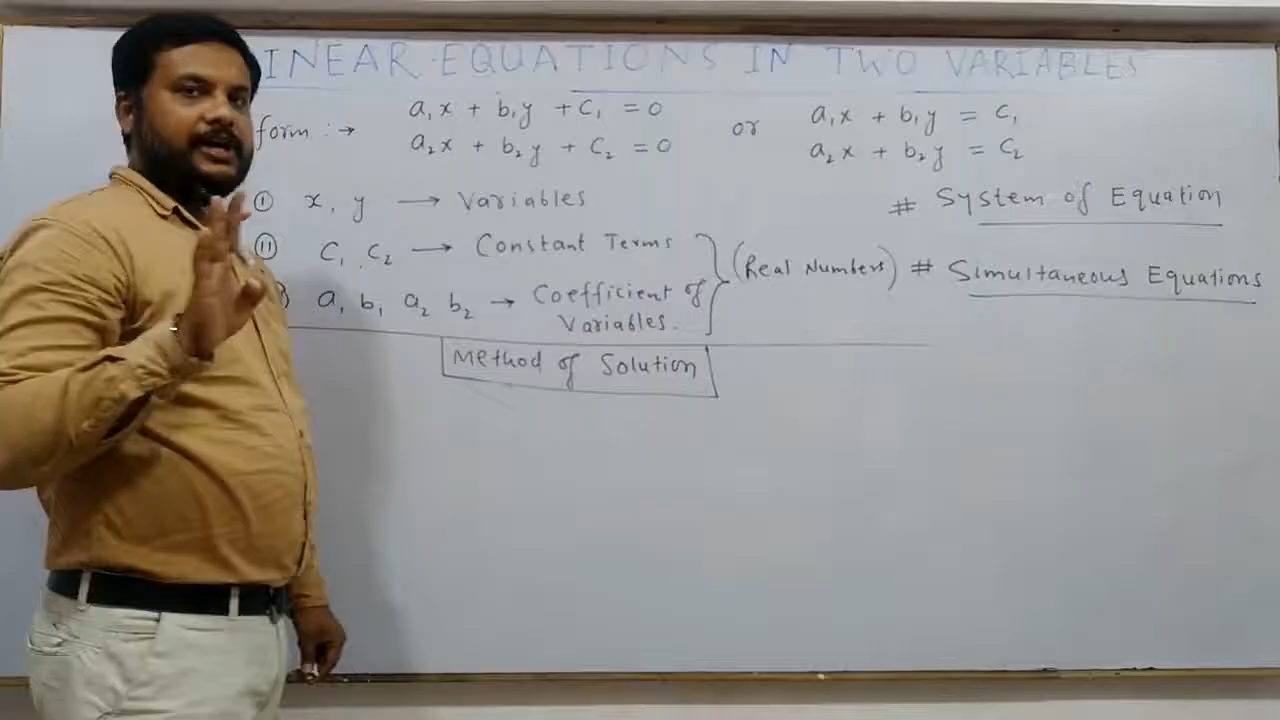 INEAR EQUATIONS IN TWO VARIABLES
form :→ a₁x + b₁y + C₁ = 0 or a₁x + b₁y = C₁
a₂x + b₂y + C₂ = 0 a₂x + b₂y = C₂
(I) x, y → Variables # System of Equation
(II) C₁, C₂ → Constant Terms
(Real Numbers) # Simultaneous Equations
a₁ b₁ a₂ b₂ → Coefficient of
Variables.
Method of Solution